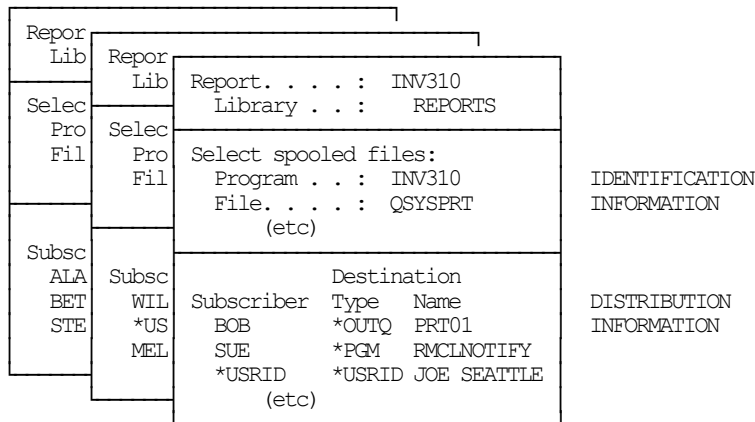 Repor
Lib
Selec
Pro
Fil
Subsc
ALA
BET
STE
Repor
Lib
Selec
Pro
Fil
Subsc
WIL
*US
MEL
Report. . . . : INV310
Library . . : REPORTS
Select spooled files:
Program . . : INV310
File. . . . : QSYSPRT
(etc)
Destination
Subscriber Type Name
BOB *OUTQ PRT01
SUE *PGM RMCLNOTIFY
*USRID *USRID JOE SEATTLE
(etc)
IDENTIFICATION
INFORMATION
DISTRIBUTION
INFORMATION